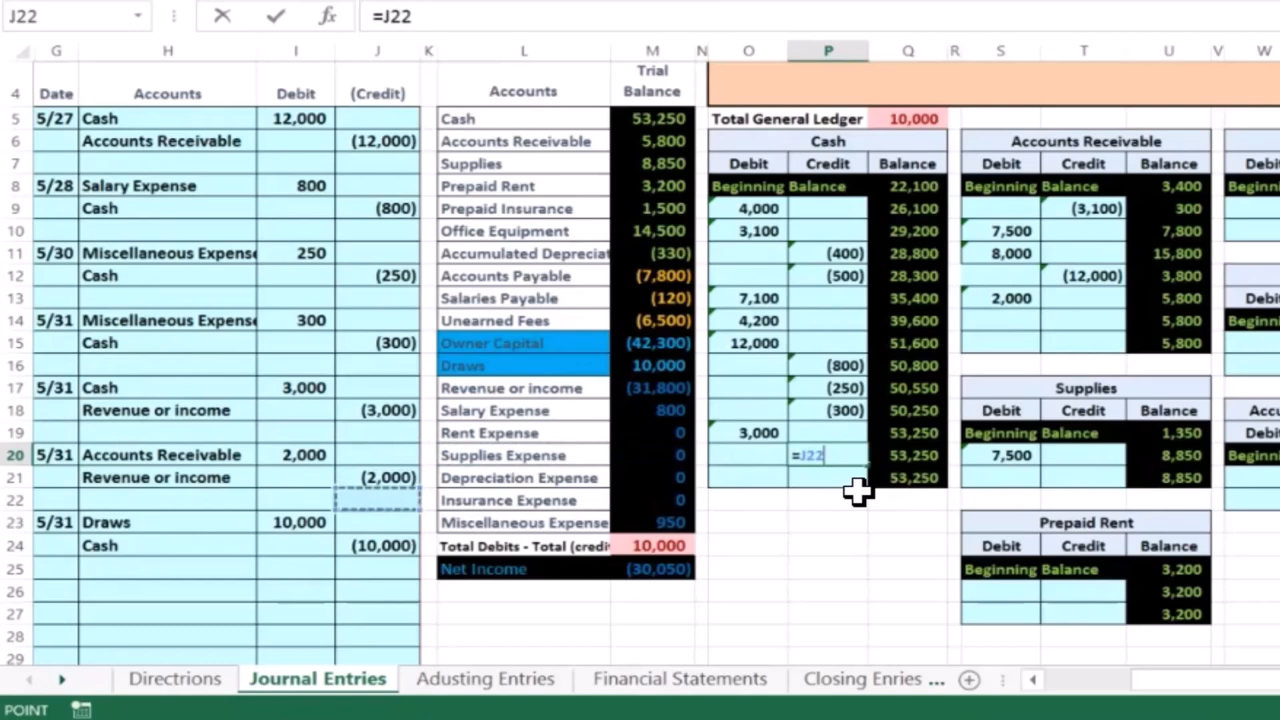 J22 =J22
G H I J K L M N O P Q R S T U V W
4 Date Accounts Debit (Credit) Accounts Trial Balance
5 5/27 Cash 12,000 Cash 53,250 Total General Ledger 10,000
6 Accounts Receivable (12,000) Accounts Receivable 5,800 Cash Accounts Receivable
7 Supplies 8,850 Debit Credit Balance Debit Credit Balance Debi
8 5/28 Salary Expense 800 Prepaid Rent 3,200 Beginning Balance 22,100 Beginning Balance 3,400 Beginni
9 Cash (800) Prepaid Insurance 1,500 4,000 26,100 (3,100) 300
10 Office Equipment 14,500 3,100 29,200 7,500 7,800
11 5/30 Miscellaneous Expense 250 Accumulated Depreciat (330) (400) 28,800 8,000 15,800
12 Cash (250) Accounts Payable (7,800) (500) 28,300 (12,000) 3,800
13 Salaries Payable (120) 7,100 35,400 2,000 5,800 Debi
14 5/31 Miscellaneous Expense 300 Unearned Fees (6,500) 4,200 39,600 5,800 Beginni
15 Cash (300) Owner Capital (42,300) 12,000 51,600 5,800
16 Draws 10,000 (800) 50,800
17 5/31 Cash 3,000 Revenue or income (31,800) (250) 50,550 Supplies
18 Revenue or income (3,000) Salary Expense 800 (300) 50,250 Debit Credit Balance Accu
19 Rent Expense 0 3,000 53,250 Beginning Balance 1,350 Debi
20 5/31 Accounts Receivable 2,000 Supplies Expense 0 =J22 53,250 7,500 8,850 Beginni
21 Revenue or income (2,000) Depreciation Expense 0 53,250 8,850
22 Insurance Expense 0
23 5/31 Draws 10,000 Miscellaneous Expense 950 Prepaid Rent
24 Cash (10,000) Total Debits - Total (credi 10,000 Debit Credit Balance
25 Net Income (30,050) Beginning Balance 3,200
26 3,200
27 3,200
28
29
Directrions Journal Entries Adusting Entries Financial Statements Closing Enries ...
POINT